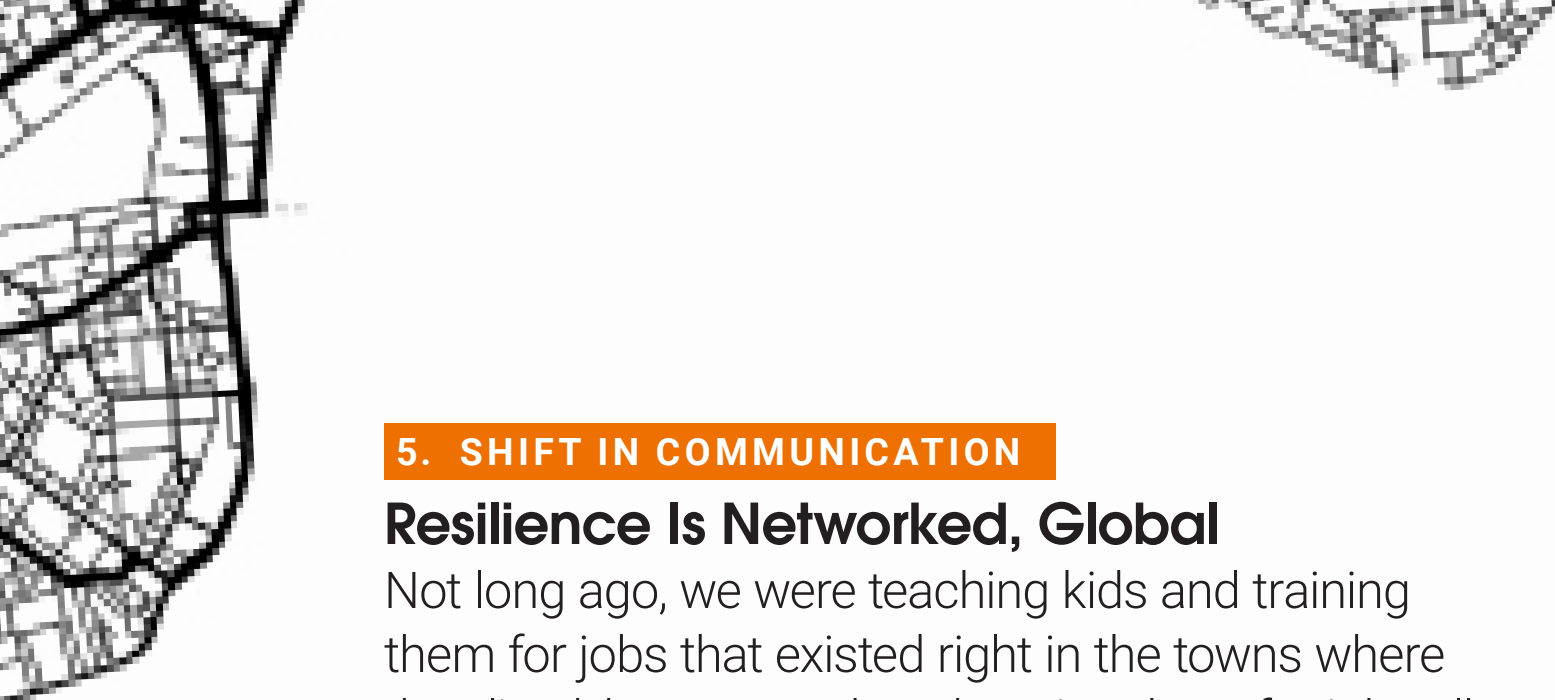 5. SHIFT IN COMMUNICATION
Resilience Is Networked, Global
Not long ago, we were teaching kids and training
them for jobs that existed right in the towns where